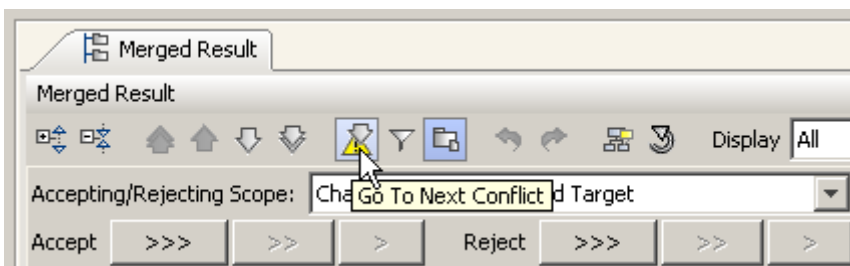 Merged Result
Merged Result
Display All
Accepting/Rejecting Scope: Cha d Target
Go To Next Conflict
Accept >>> >> > Reject >>> >> >